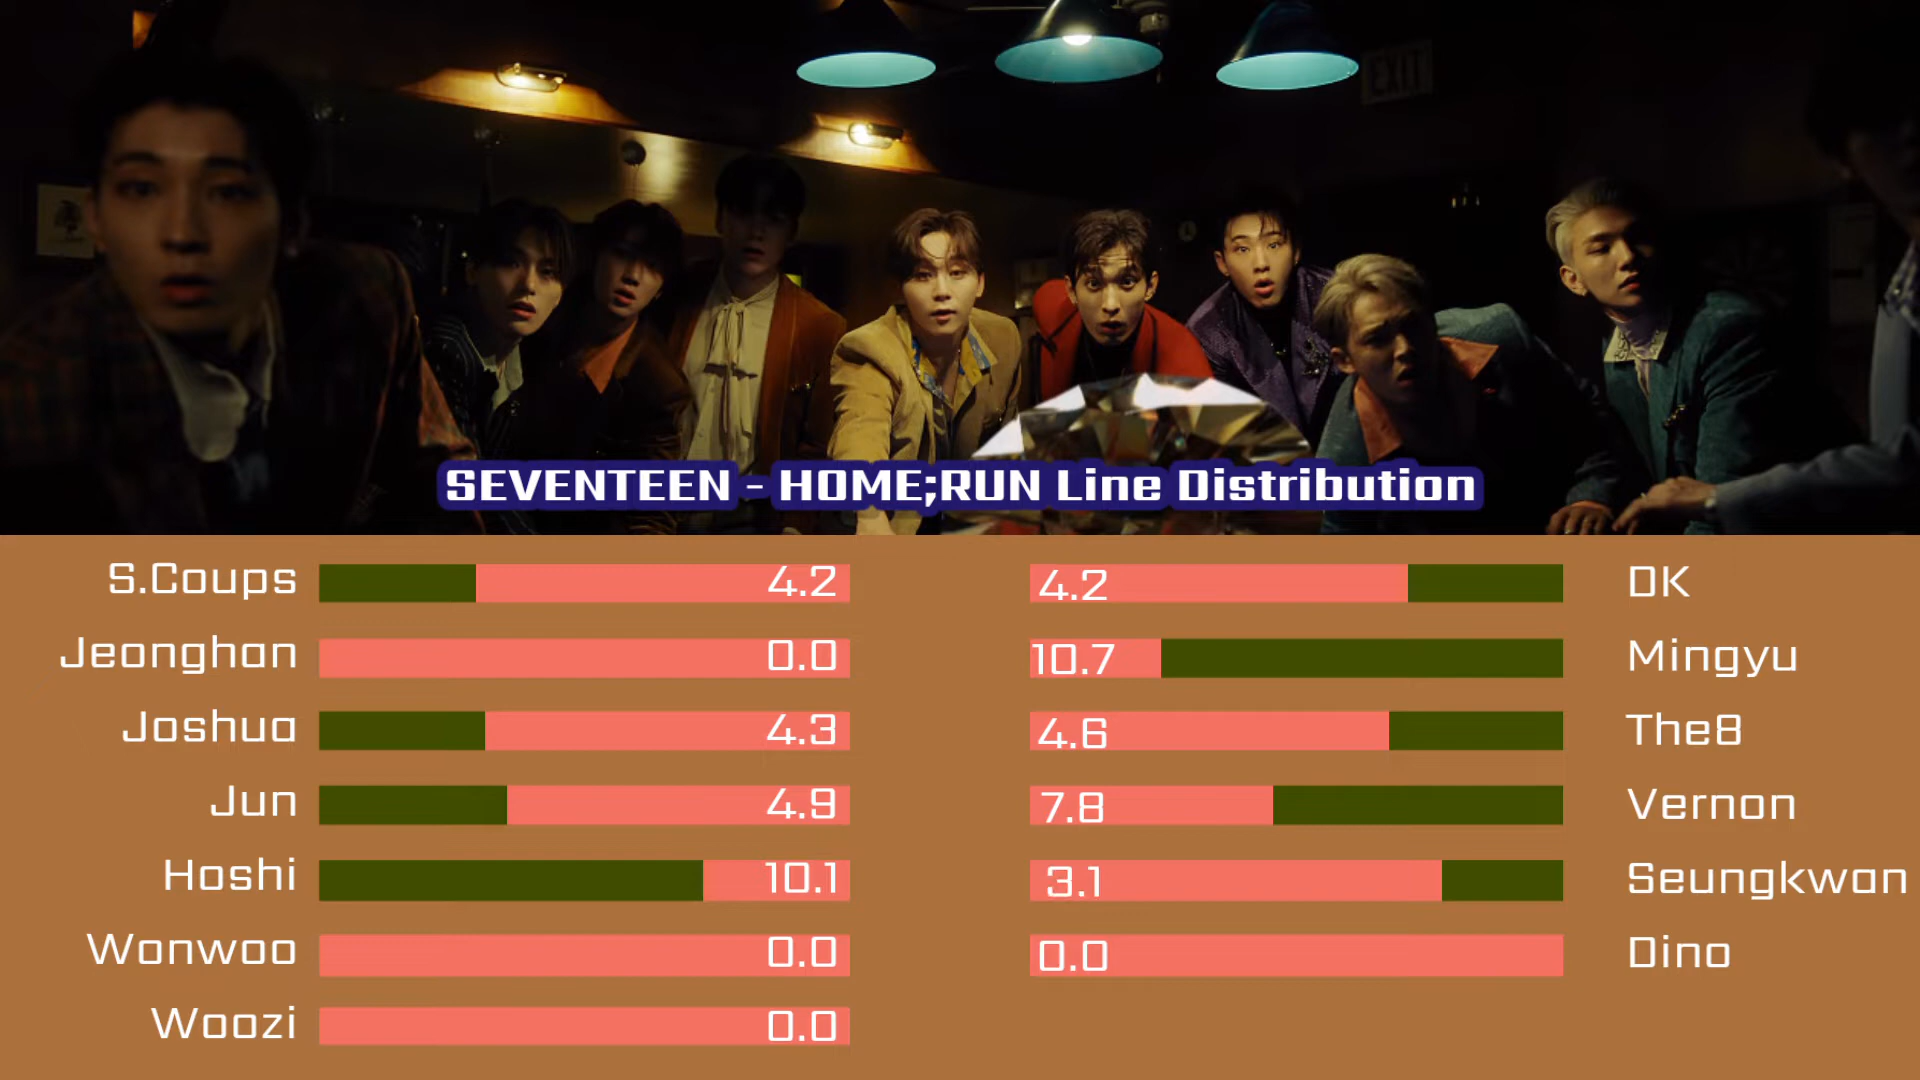 EXIT
SEVENTEEN - HOME;RUN Line Distribution
S.Coups 4.2
Jeonghan 0.0
Joshua 4.3
Jun 4.9
Hoshi 10.1
Wonwoo 0.0
Woozi 0.0
4.2 DK
10.7 Mingyu
4.6 The8
7.8 Vernon
3.1 Seungkwan
0.0 Dino